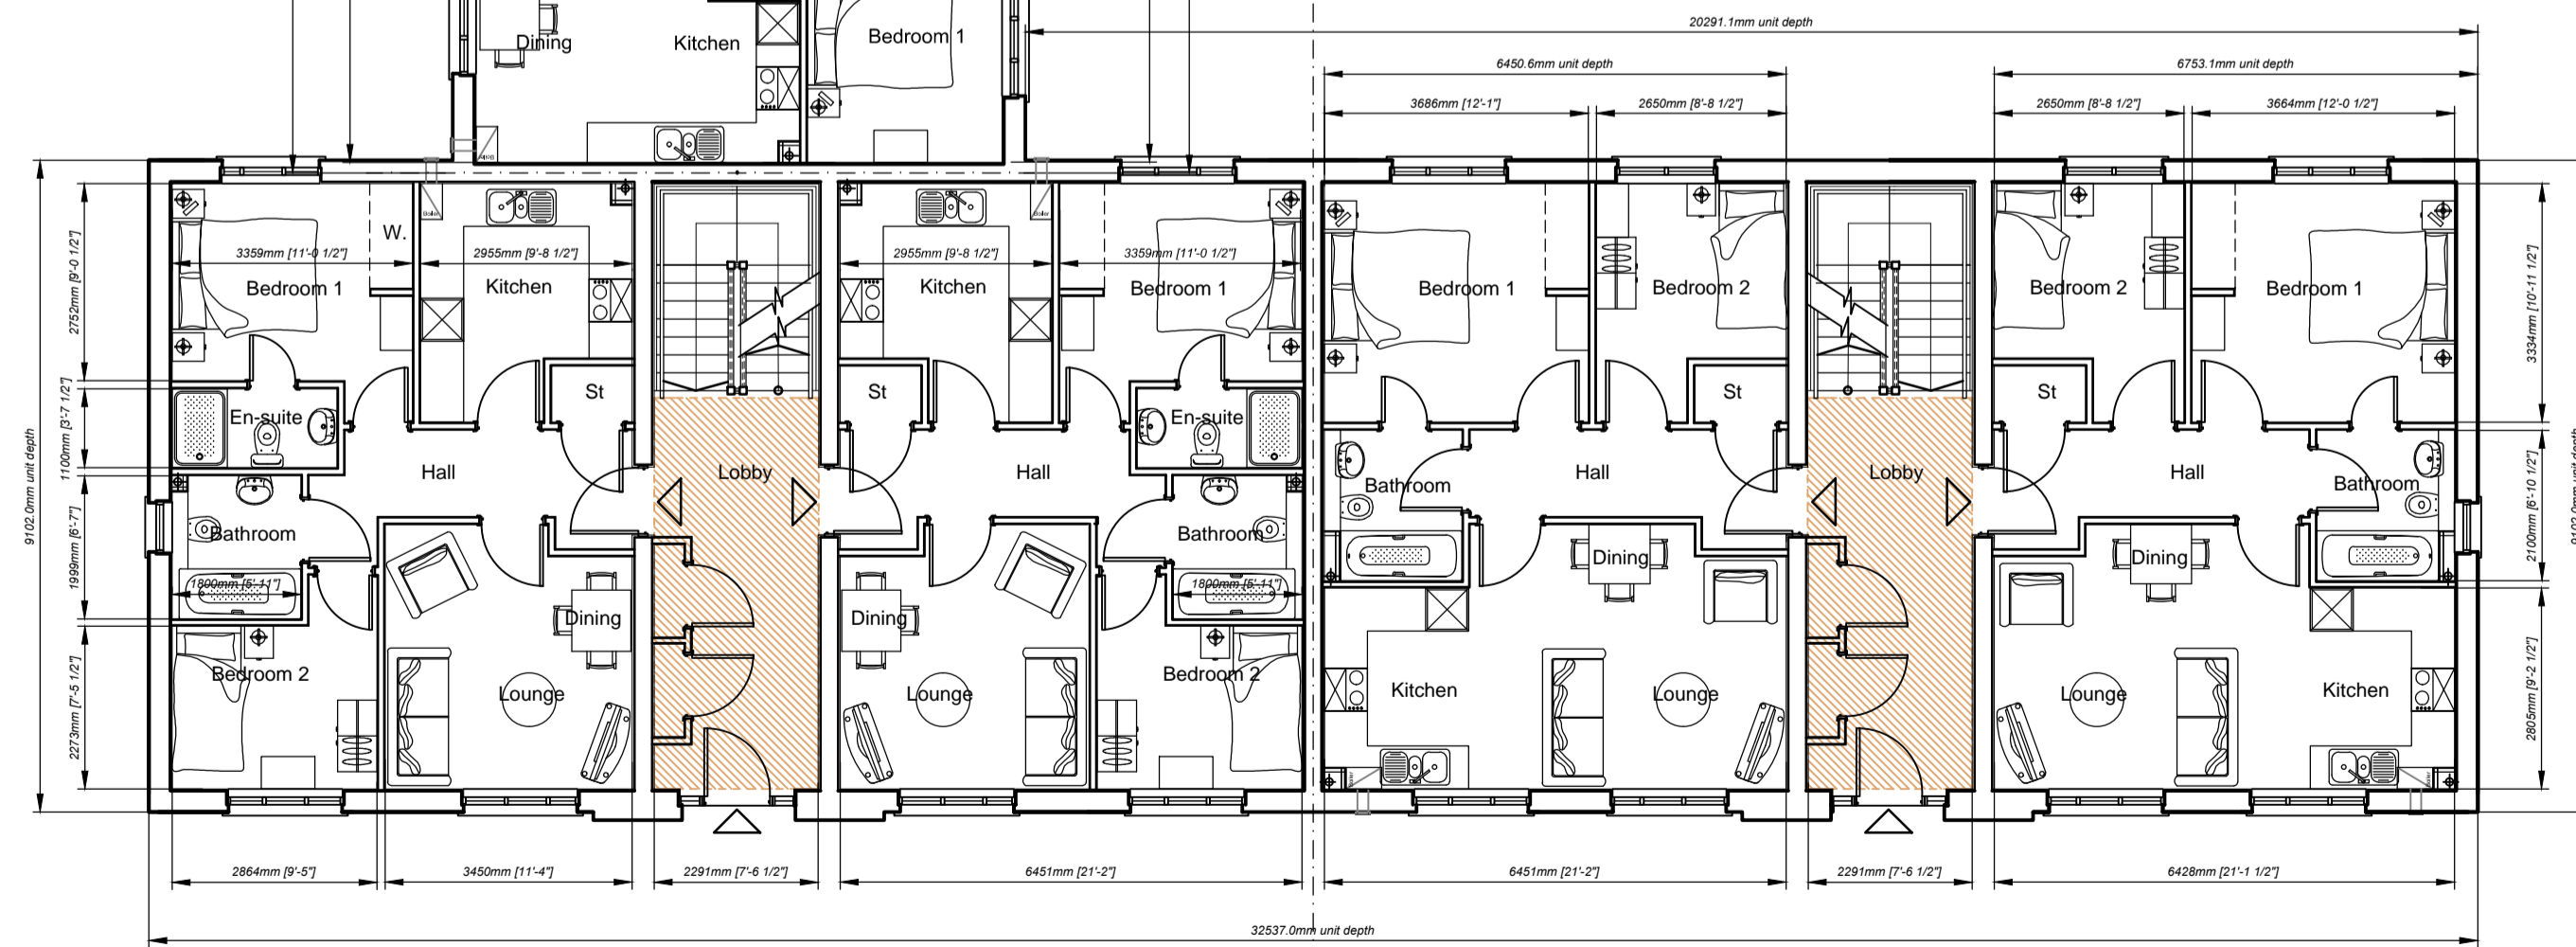 20291.1mm unit depth
Dining
Kitchen
Bedroom 1
6450.6mm unit depth
6753.1mm unit depth
3686mm [12'-1"]
2650mm [8'-8 1/2"]
2650mm [8'-8 1/2"]
3664mm [12'-0 1/2"]
Boiler
Boiler
W.
3359mm [11'-0 1/2"]
2955mm [9'-8 1/2"]
2955mm [9'-8 1/2"]
3359mm [11'-0 1/2"]
Bedroom 1
Kitchen
Kitchen
Bedroom 1
Bedroom 1
Bedroom 2
Bedroom 2
Bedroom 1
2752mm [9'-0 1/2"]
3334mm [10'-11 1/2"]
St
St
St
St
En-suite
En-suite
1100mm [3'-7 1/2"]
Hall
Lobby
Hall
Hall
Lobby
Hall
9102.0mm unit depth
9102.0mm unit depth
Bathroom
Bathroom
Bathroom
Bathroom
1999mm [6'-7"]
2100mm [6'-10 1/2"]
Dining
Dining
1800mm [5'-11"]
1800mm [5'-11"]
Dining
Dining
Bedroom 2
Lounge
Lounge
Bedroom 2
Kitchen
Lounge
Lounge
Kitchen
2273mm [7'-5 1/2"]
2805mm [9'-2 1/2"]
Boiler
Boiler
2864mm [9'-5"]
3450mm [11'-4"]
2291mm [7'-6 1/2"]
6451mm [21'-2"]
6451mm [21'-2"]
2291mm [7'-6 1/2"]
6428mm [21'-1 1/2"]
32537.0mm unit depth